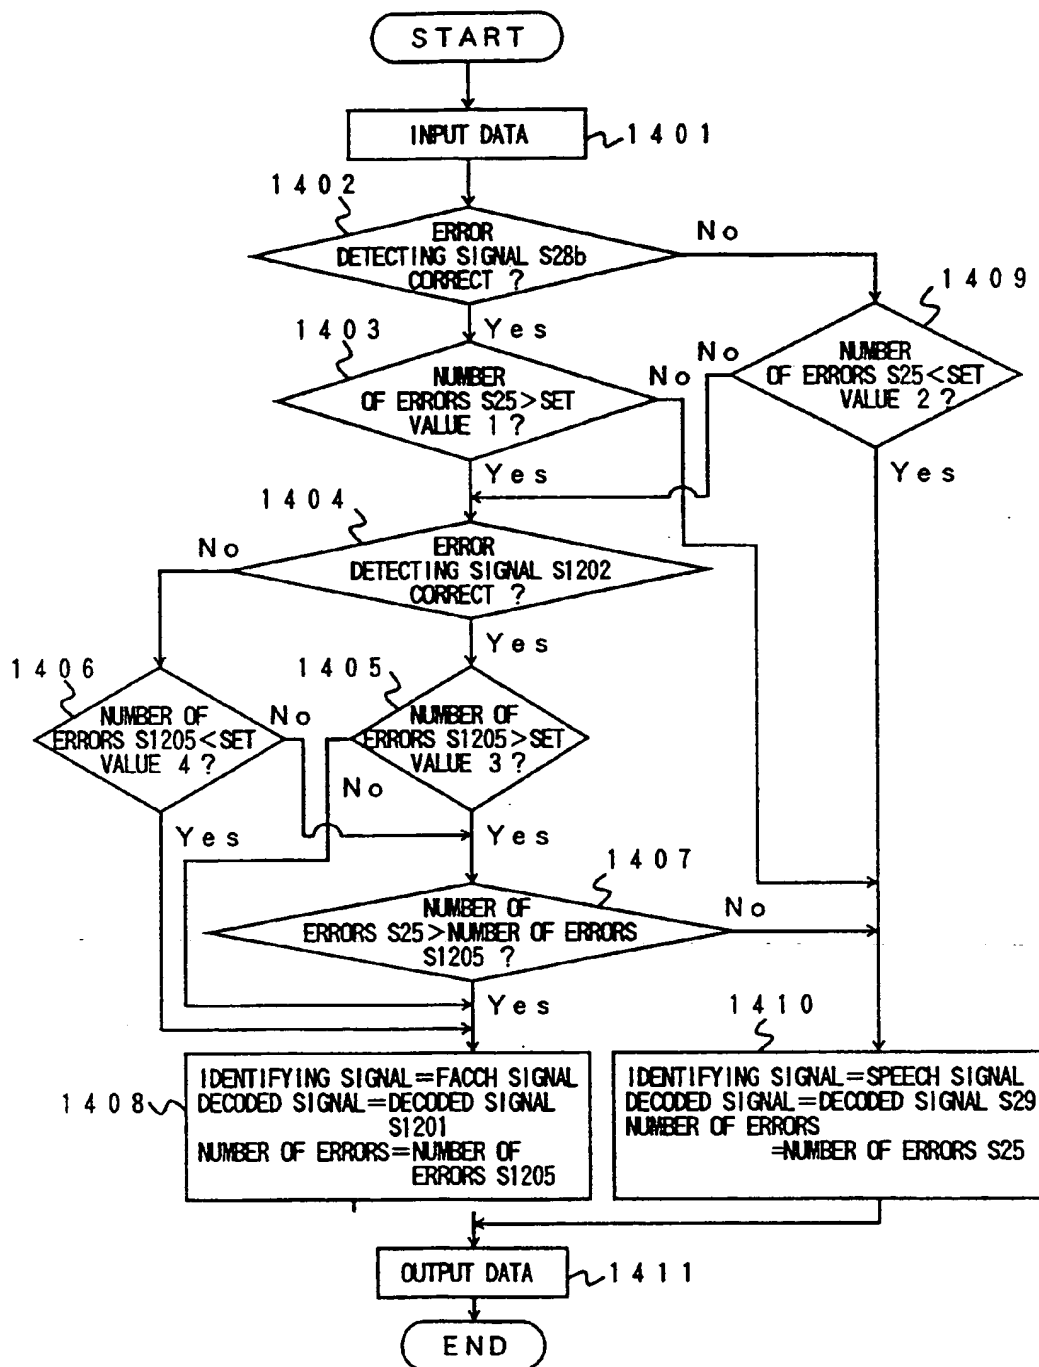 START
INPUT DATA
1401
1402
ERROR
DETECTING SIGNAL S28b
CORRECT ?
No
Yes
1409
NUMBER
OF ERRORS S25<SET
VALUE 2 ?
No
Yes
1403
NUMBER
OF ERRORS S25>SET
VALUE 1 ?
No
Yes
1404
ERROR
DETECTING SIGNAL S1202
CORRECT ?
No
Yes
1406
NUMBER OF
ERRORS S1205<SET
VALUE 4 ?
No
Yes
1405
NUMBER OF
ERRORS S1205>SET
VALUE 3 ?
No
Yes
1407
NUMBER OF
ERRORS S25>NUMBER OF ERRORS
S1205 ?
No
Yes
1408
IDENTIFYING SIGNAL=FACCH SIGNAL
DECODED SIGNAL=DECODED SIGNAL
S1201
NUMBER OF ERRORS=NUMBER OF
ERRORS S1205
1410
IDENTIFYING SIGNAL=SPEECH SIGNAL
DECODED SIGNAL=DECODED SIGNAL S29
NUMBER OF ERRORS
=NUMBER OF ERRORS S25
OUTPUT DATA
1411
END